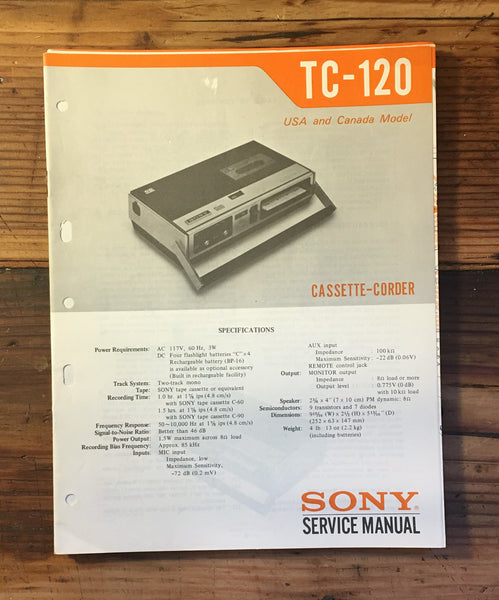 TC-120
USA and Canada Model
CASSETTE-CORDER
SPECIFICATIONS
Power Requirements: AC 117V, 60 Hz, 3W
DC Four flashlight batteries "C"×4
Rechargeable battery (BP-16)
is available as optional accessory
(Built in rechargeable facility)
Track System: Two-track mono
Tape: SONY tape cassette or equivalent
Recording Time: 1.0 hr. at 1⅞ ips (4.8 cm/s)
with SONY tape cassette C-60
1.5 hrs. at 1⅞ ips (4.8 cm/s)
with SONY tape cassette C-90
Frequency Response: 50~10,000 Hz at 1⅞ ips (4.8 cm/s)
Signal-to-Noise Ratio: Better than 46 dB
Power Output: 1.5W maximum across 8Ω load
Recording Bias Frequency: Approx. 85 kHz
Inputs: MIC input
Impedance, low
Maximum Sensitivity,
-72 dB (0.2 mV)
AUX input
Impedance : 100 kΩ
Maximum Sensitivity: -22 dB (0.06V)
REMOTE control jack
Output: MONITOR output
Impedance : 8Ω load or more
Output level : 0.775V (0 dB)
with 10 kΩ load
Speaker: 2¾ × 4" (7 × 10 cm) PM dynamic: 8Ω
Semiconductors: 9 transistors and 7 diodes
Dimensions: (W) × 2½ (H) × (D)
(252 × 63 × 147 mm)
Weight: 4 lb 13 oz (2.2 kg)
(including batteries)
SONY®
SERVICE MANUAL